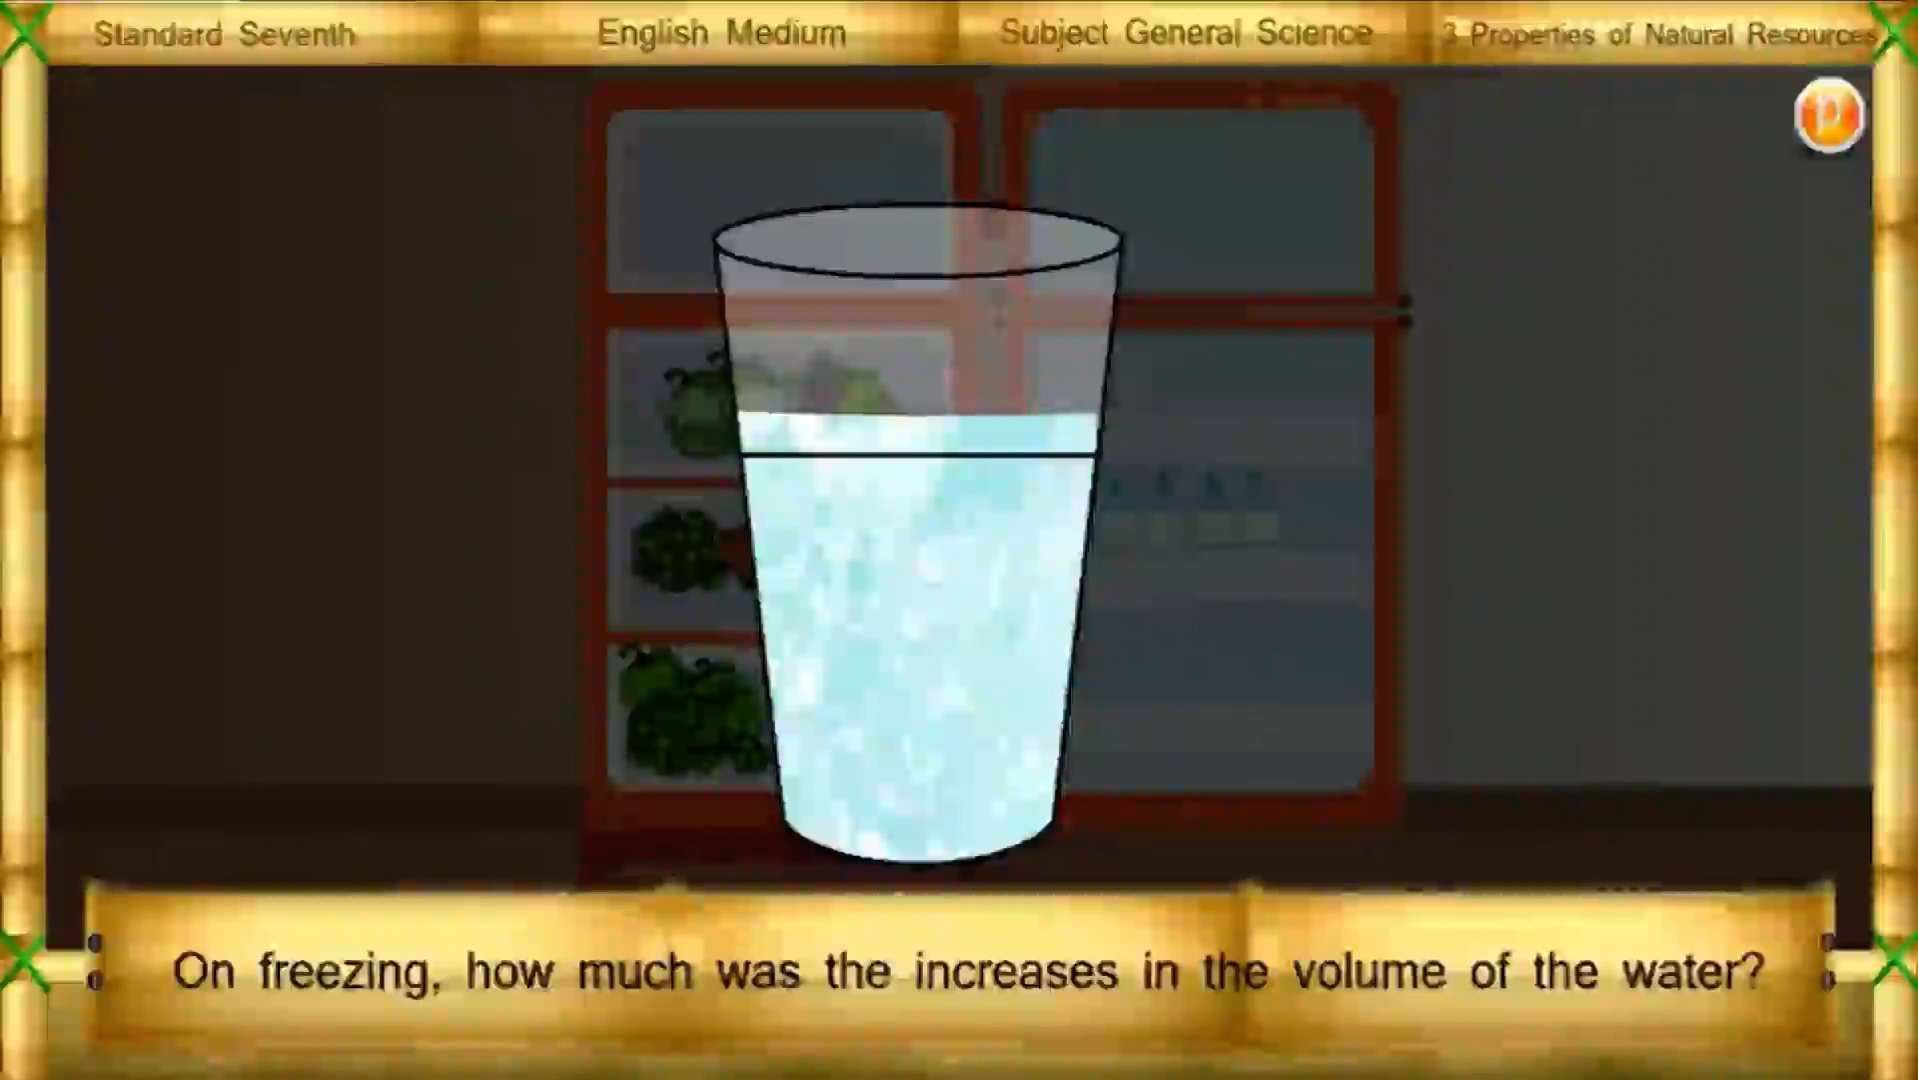 Standard Seventh
English Medium
Subject General Science
3 Properties of Natural Resources
P
On freezing, how much was the increases in the volume of the water?